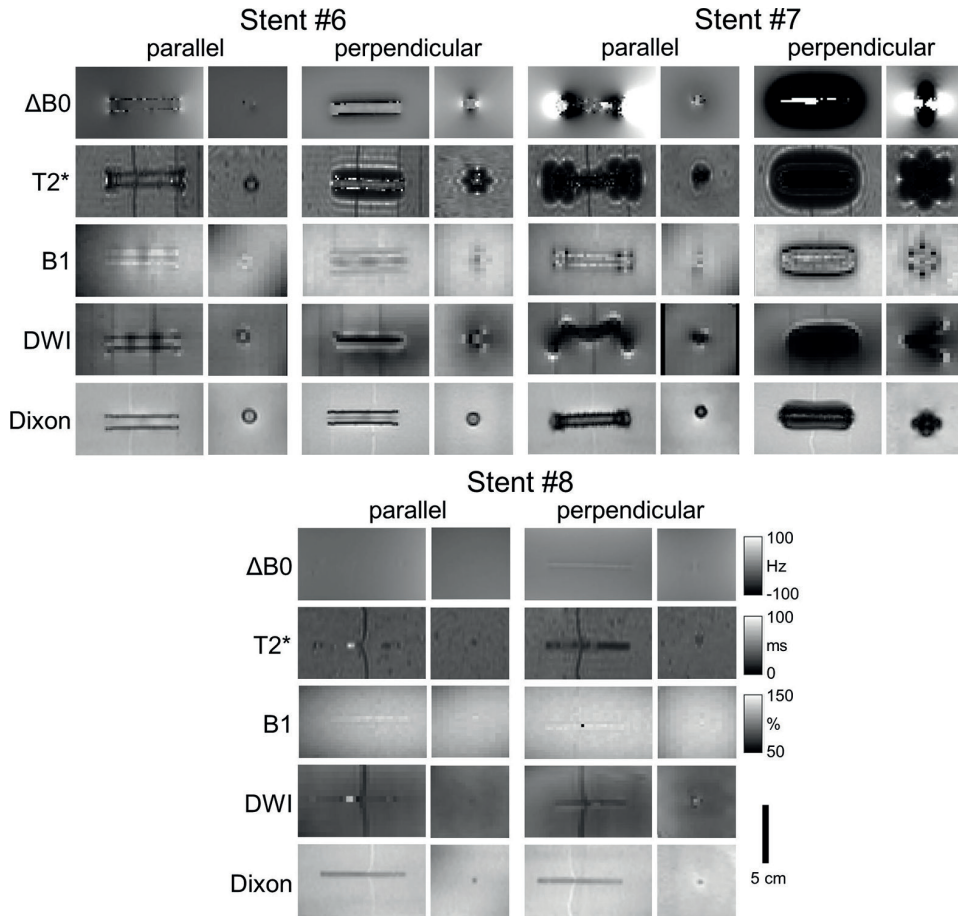 Stent #6
Stent #7
parallel
perpendicular
parallel
perpendicular
ΔB0
T2*
B1
DWI
Dixon
Stent #8
parallel
perpendicular
ΔB0
100
Hz
-100
T2*
100
ms
0
B1
150
%
50
DWI
5 cm
Dixon